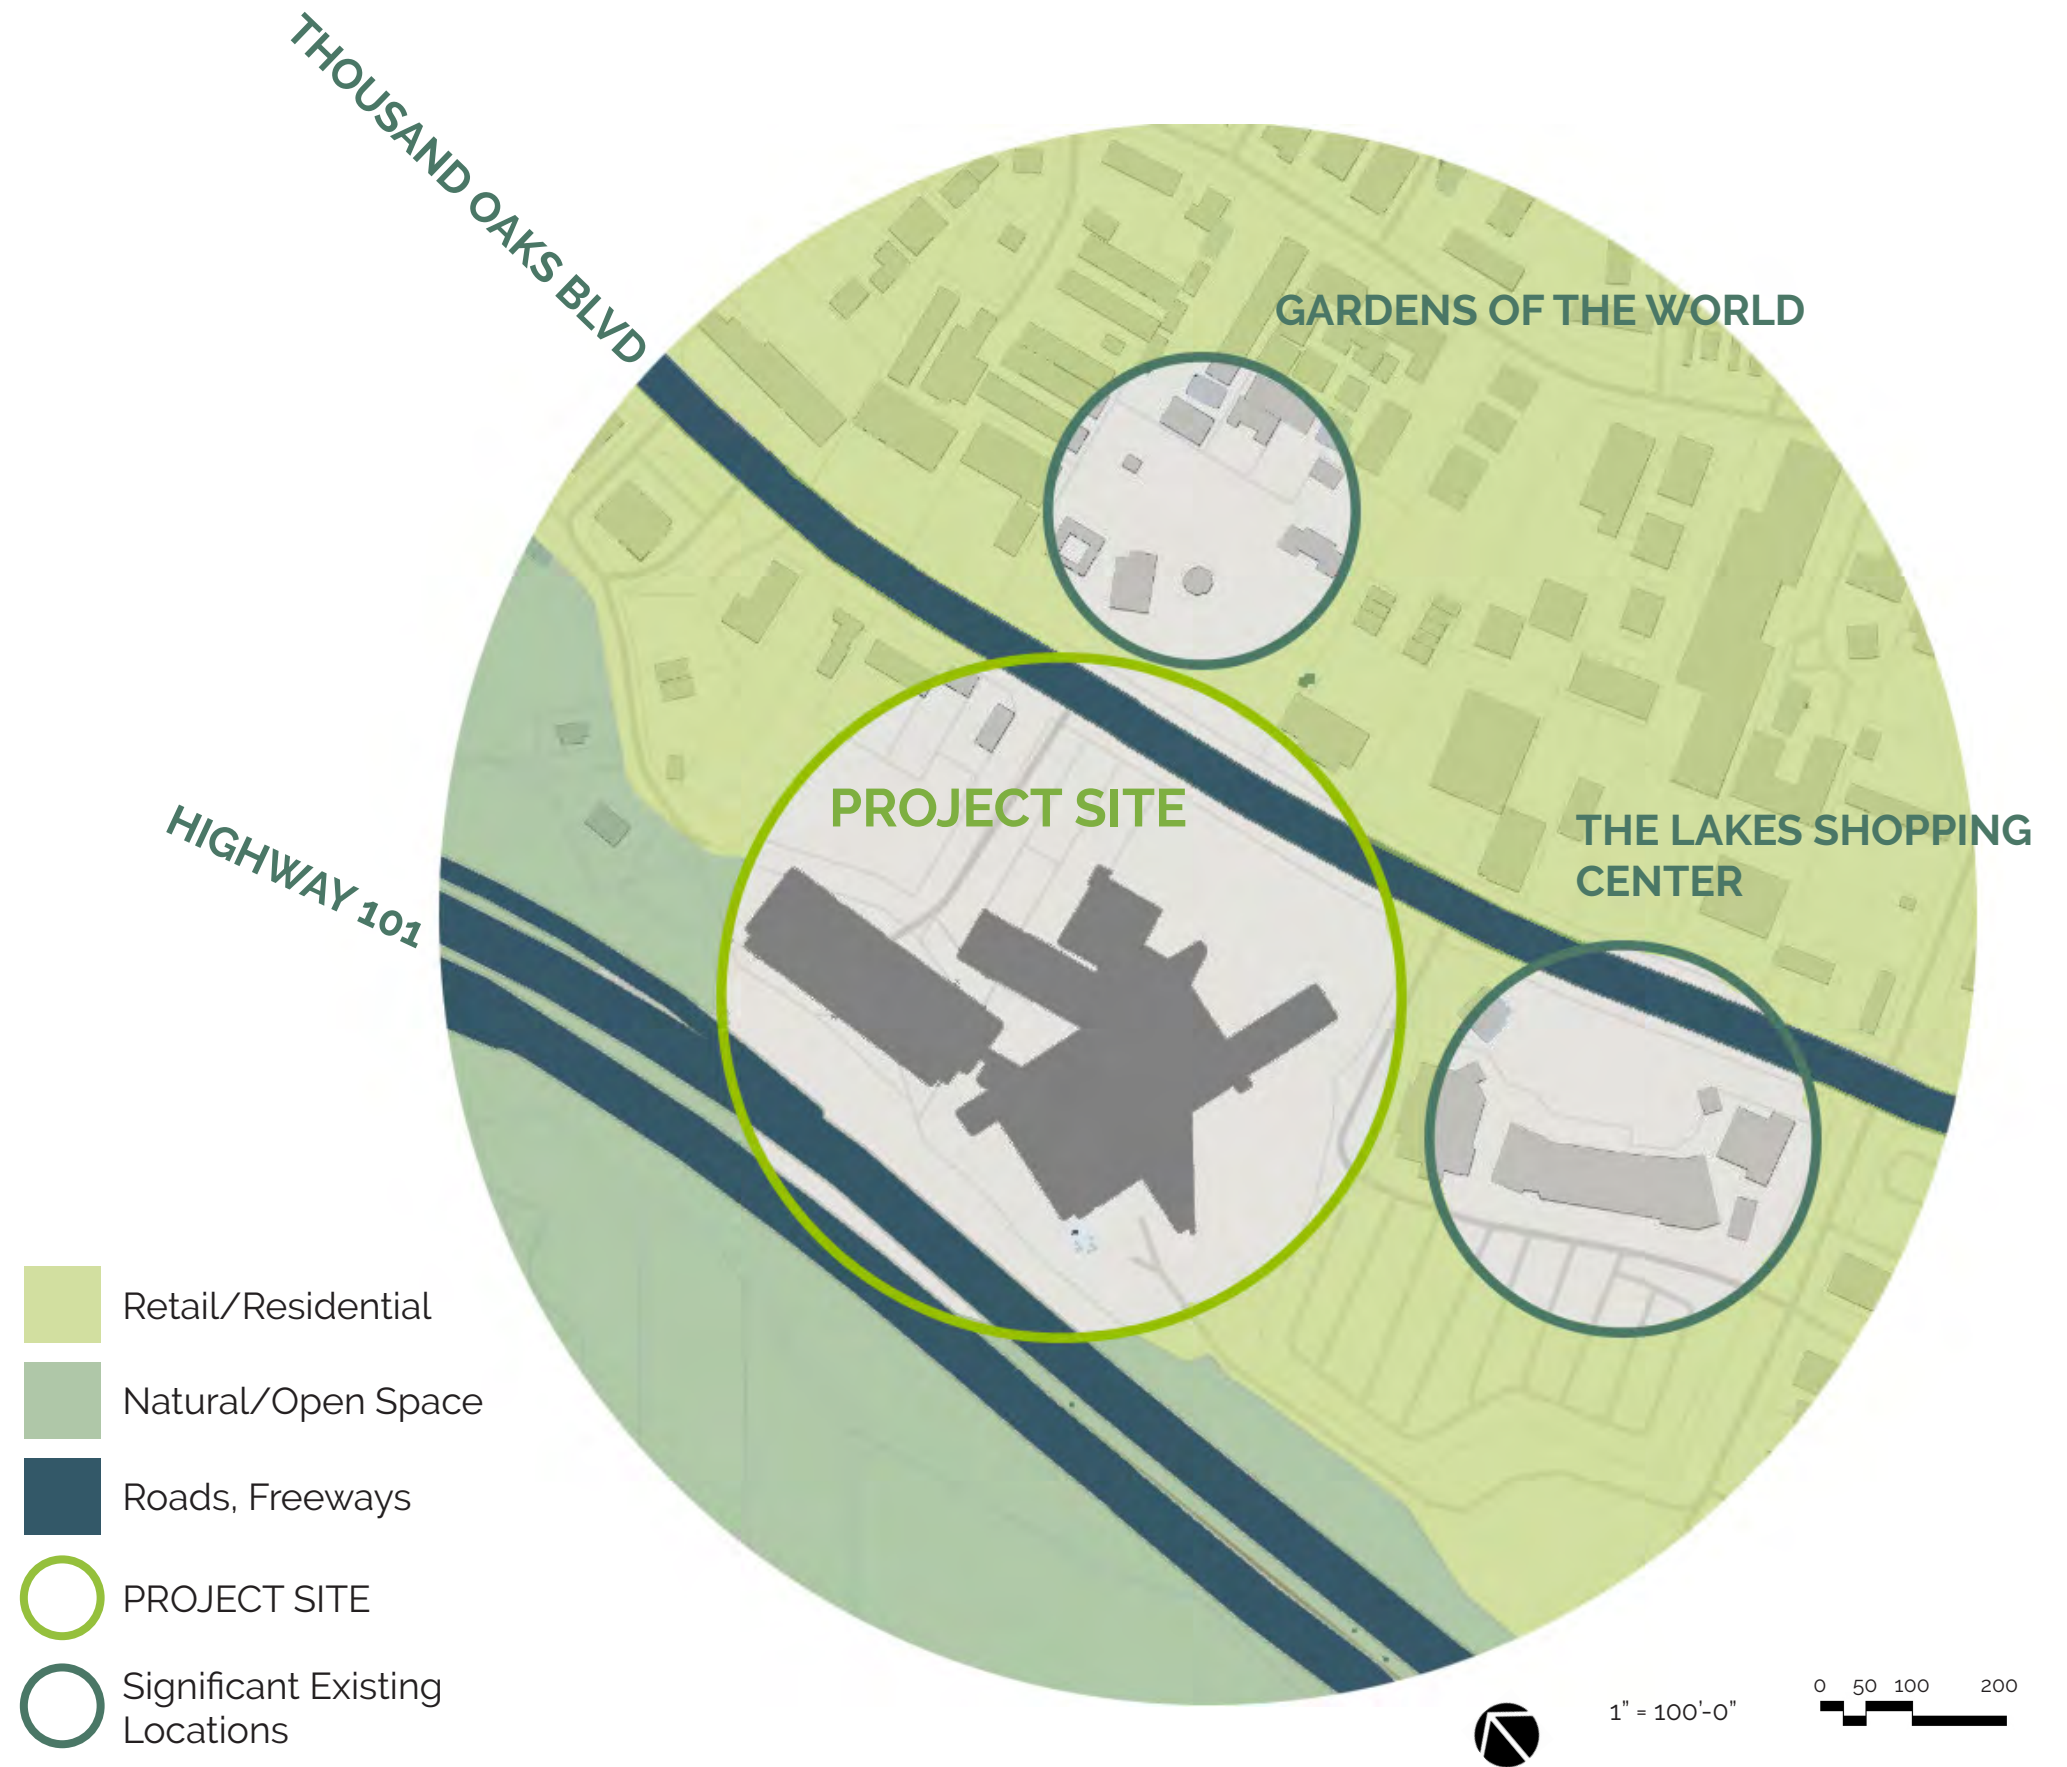 THOUSAND OAKS BLVD
GARDENS OF THE WORLD
PROJECT SITE
THE LAKES SHOPPING
CENTER
HIGHWAY 101
Retail/Residential
Natural/Open Space
Roads, Freeways
PROJECT SITE
Significant Existing
Locations
1" = 100'-0"
0 50 100 200